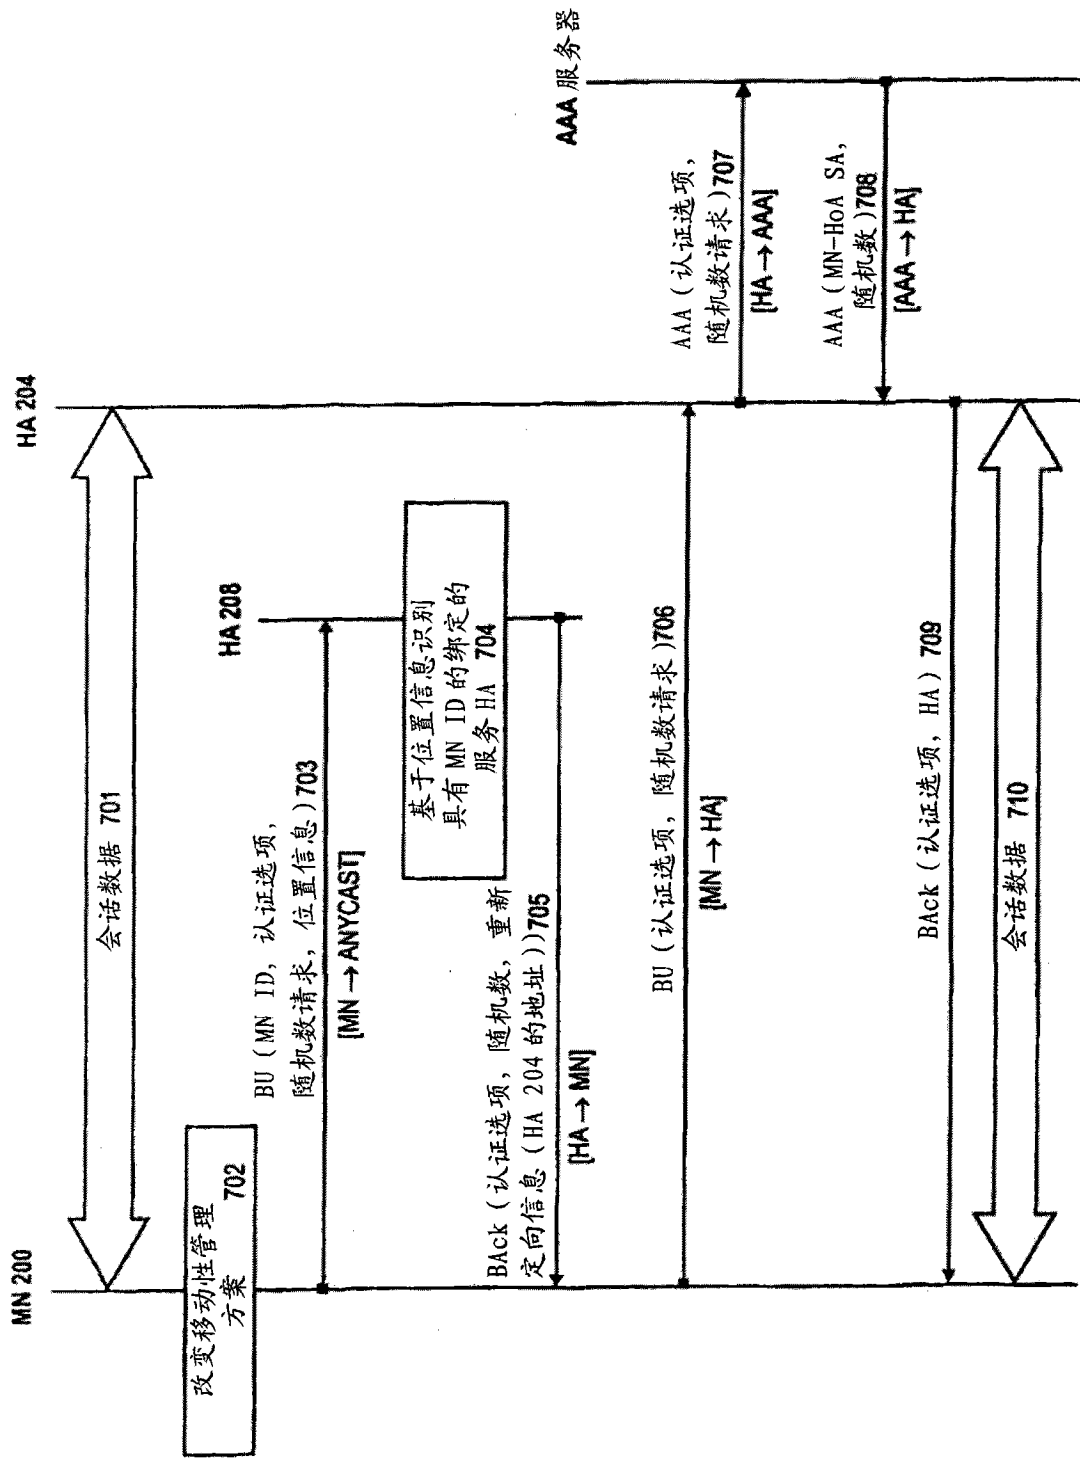 MN 200
HA 204
会话数据 701
改变移动性管理
方案 702
HA 208
AAA 服务器
BU (MN ID, 认证选项,
随机数请求, 位置信息)703
[MN → ANYCAST]
基于位置信息识别
具有 MN ID 的绑定的
服务HA 704
BAck (认证选项, 随机数, 重新
定向信息 (HA 204 的地址))705
[HA → MN]
BU (认证选项, 随机数请求)706
[MN → HA]
AAA (认证选项,
随机数请求)707
[HA → AAA]
AAA (MN-HoA SA,
随机数)708
[AAA → HA]
BAck (认证选项, HA) 709
会话数据 710